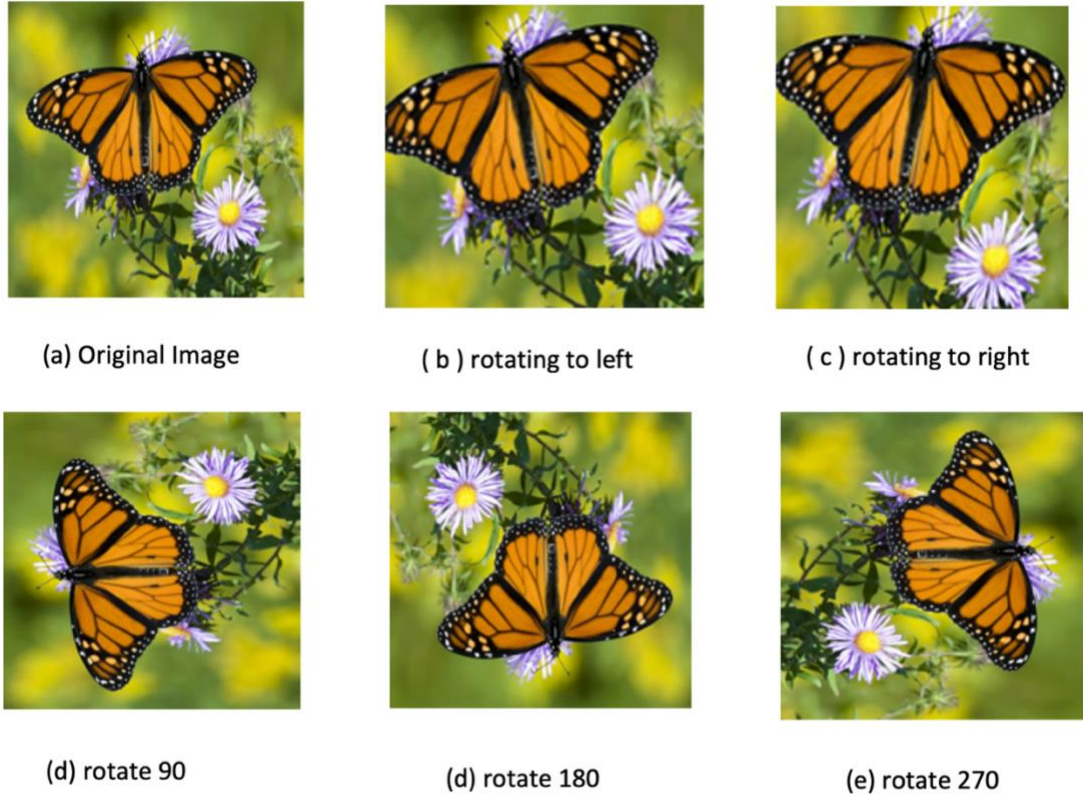 (a) Original Image
( b ) rotating to left
( c ) rotating to right
(d) rotate 90
(d) rotate 180
(e) rotate 270